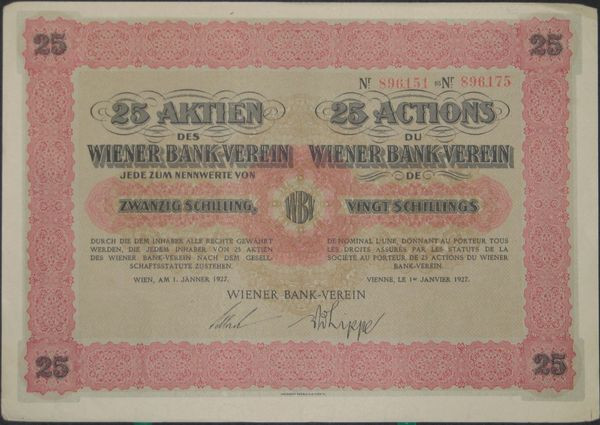 25 25
Nr 896151 BIS Nr 896175
25 AKTIEN
DES
WIENER BANK-VEREIN
JEDE ZUM NENNWERTE VON
ZWANZIG SCHILLING,
DURCH DIE DEM INHABER ALLE RECHTE GEWÄHRT
WERDEN, DIE JEDEM INHABER VON 25 AKTIEN
DES WIENER BANK-VEREIN NACH DEM GESELL-
SCHAFTSSTATUTE ZUSTEHEN.
WIEN, AM 1. JÄNNER 1927.
WBV
25 ACTIONS
DU
WIENER BANK-VEREIN
DE
VINGT SCHILLINGS
DE NOMINAL L'UNE, DONNANT AU PORTEUR TOUS
LES DROITS ASSURÉS PAR LES STATUTS DE LA
SOCIÉTÉ AU PORTEUR DE 25 ACTIONS DU WIENER
BANK-VEREIN.
VIENNE, LE 1er JANVIER 1927.
WIENER BANK-VEREIN
25 25